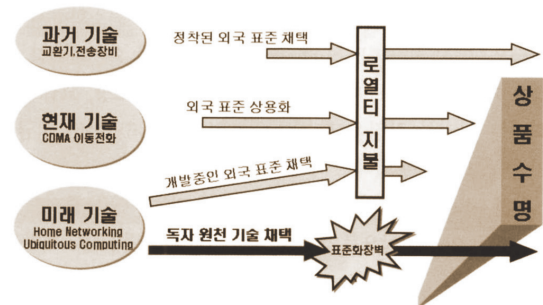 과거 기술
교환기,전송장비
정착된 외국 표준 채택
현재 기술
CDMA 이동전화
외국 표준 상용화
개발중인 외국 표준 채택
미래 기술
Home Networking
Ubiquitous Computing
독자 원천 기술 채택
로열티 지불
표준화장벽
상품수명